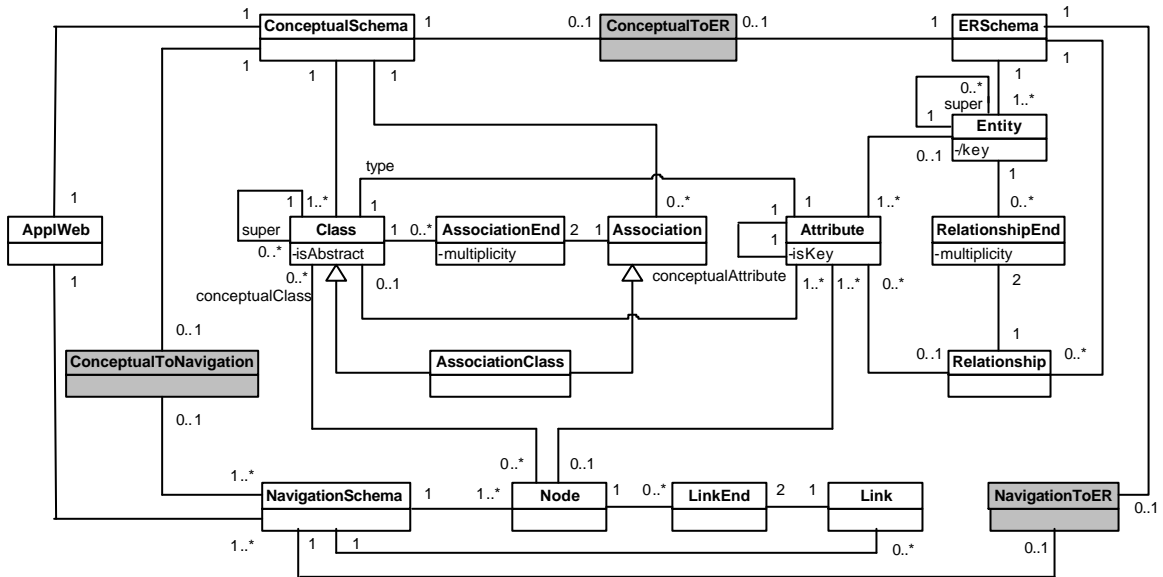 1 ConceptualSchema 1 0..1 ConceptualToER 0..1 1 ERSchema 1
1 1 1 1 1
0..* 1..*
super
1 Entity
-/key
type 0..1 1
1 1..* 1 1..* 1 0..* 1 0..*
1
ApplWeb super Class 1 0..* AssociationEnd 2 1 Association 1 Attribute RelationshipEnd
0..* -isAbstract -multiplicity -isKey -multiplicity
1 0..* 0..1 conceptualAttribute 1..* 1..* 0..* 2
conceptualClass
0..1 1
ConceptualToNavigation AssociationClass 0..1 Relationship 0..*
0..1
1..* 0..* 0..1
NavigationSchema 1 1..* Node 1 0..* LinkEnd 2 1 Link NavigationToER 0..1
1..* 1 1 0..* 0..1